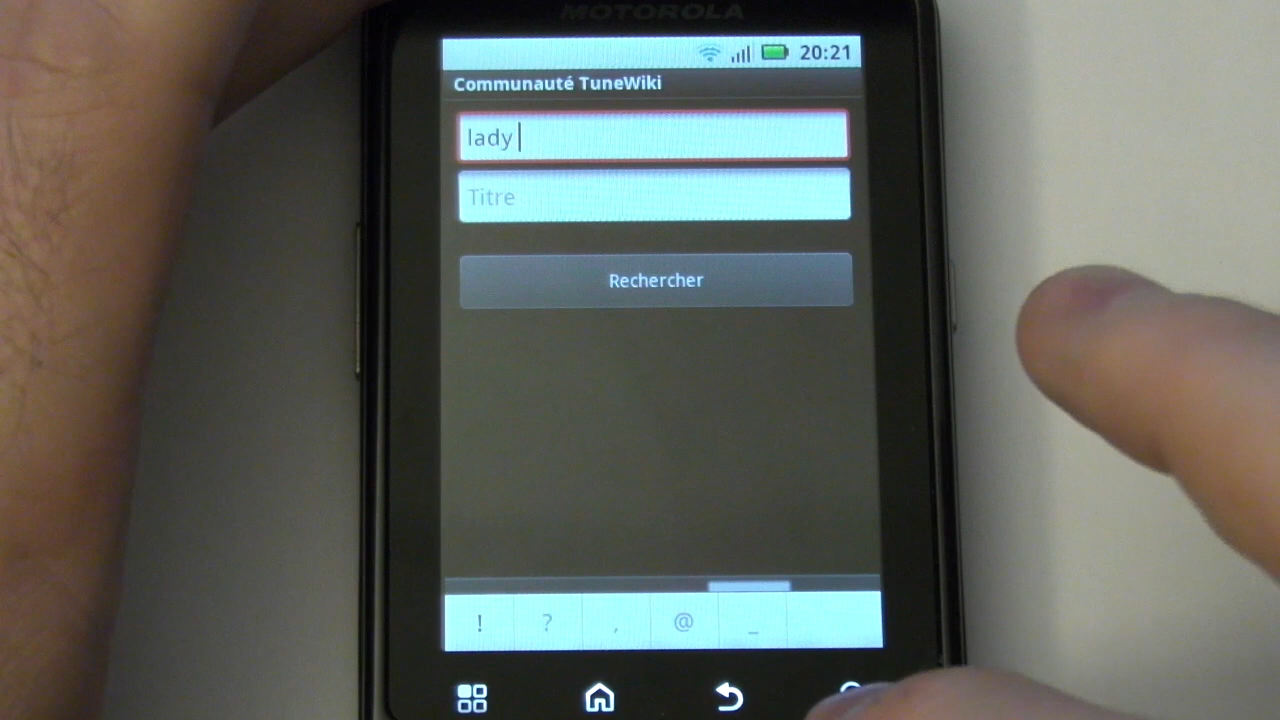 MOTOROLA
20:21
Communauté TuneWiki
lady
Titre
Rechercher
! ? , @ _